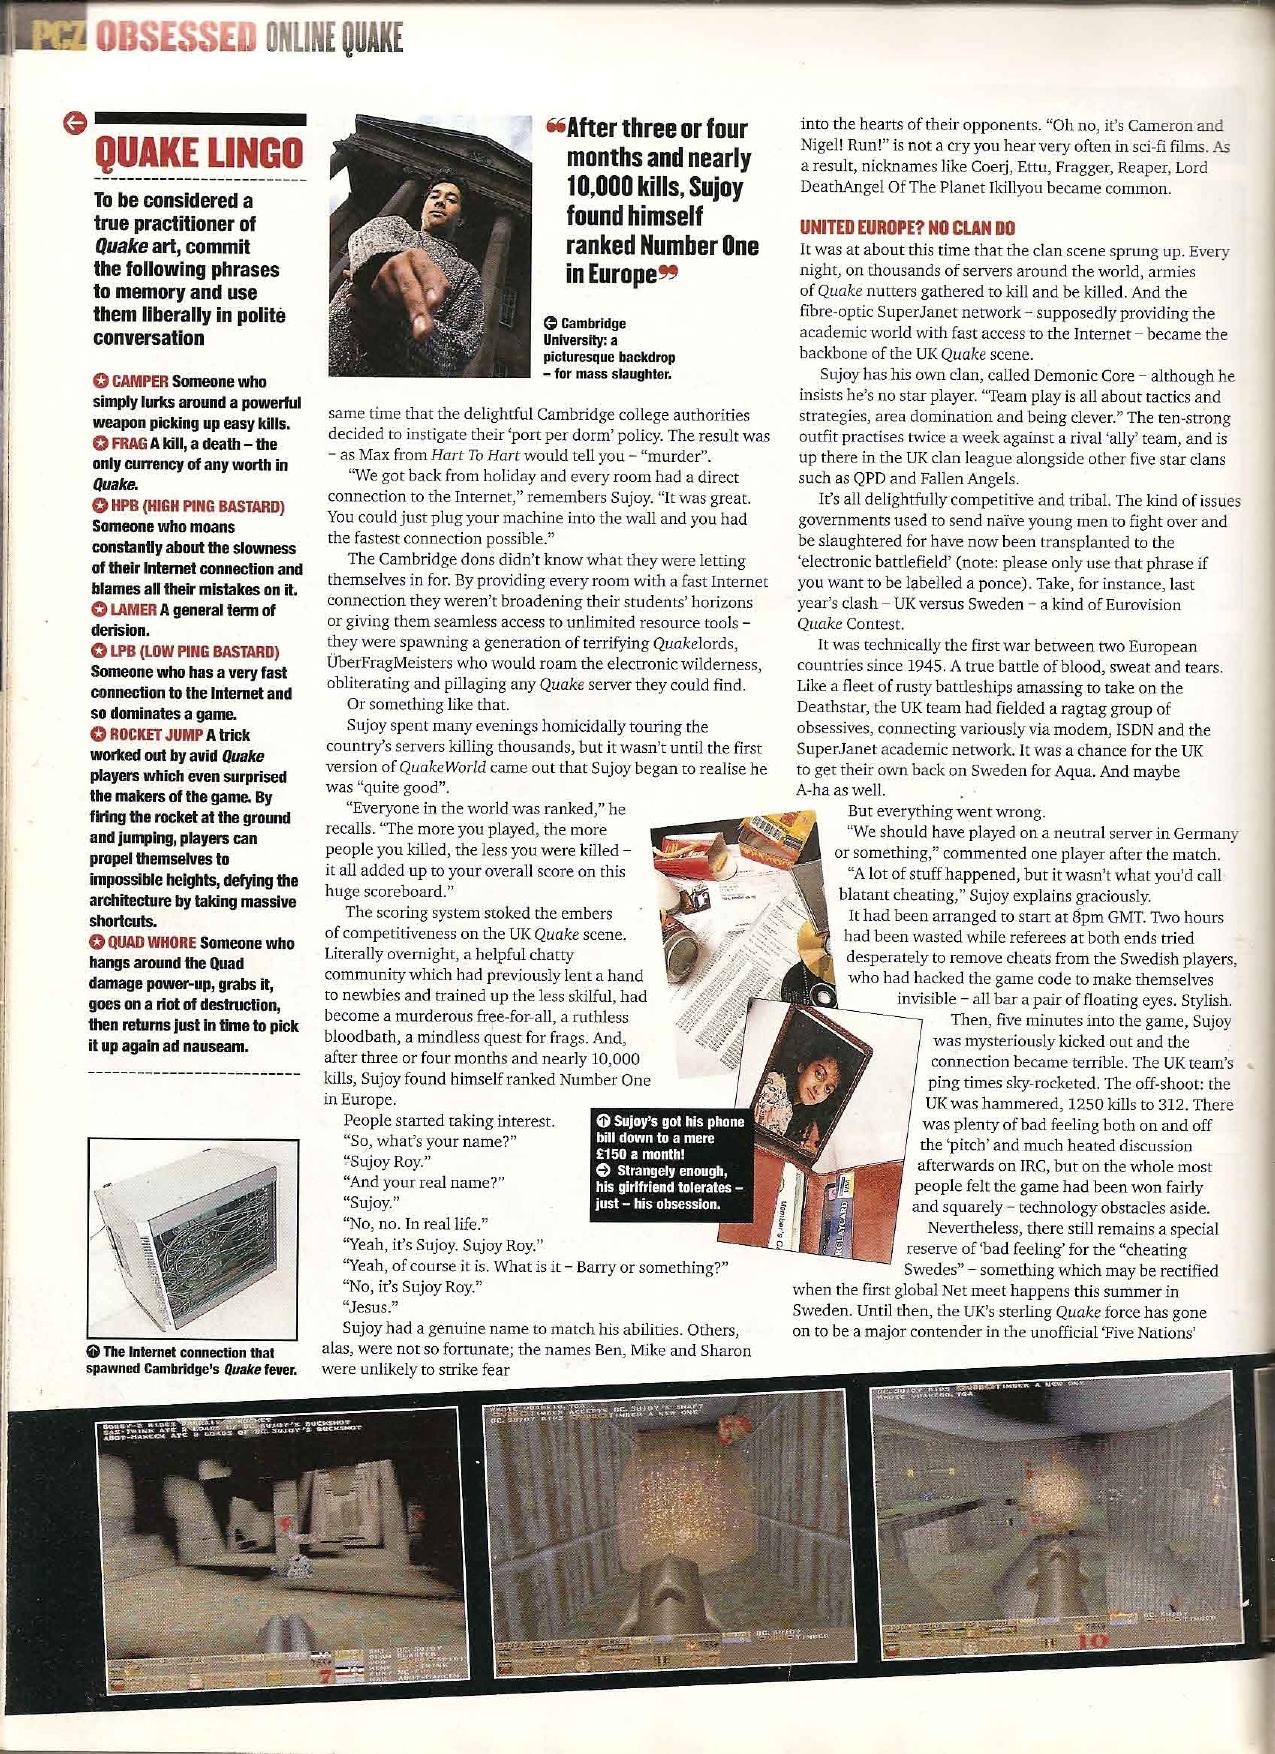 PCZ OBSESSED ONLINE QUAKE
QUAKE LINGO
To be considered a
true practitioner of
Quake art, commit
the following phrases
to memory and use
them liberally in polite
conversation
CAMPER Someone who
simply lurks around a powerful
weapon picking up easy kills.
FRAG A kill, a death – the
only currency of any worth in
Quake.
HPB (HIGH PING BASTARD)
Someone who moans
constantly about the slowness
of their Internet connection and
blames all their mistakes on it.
LAMER A general term of
derision.
LPB (LOW PING BASTARD)
Someone who has a very fast
connection to the Internet and
so dominates a game.
ROCKET JUMP A trick
worked out by avid Quake
players which even surprised
the makers of the game. By
firing the rocket at the ground
and jumping, players can
propel themselves to
impossible heights, defying the
architecture by taking massive
shortcuts.
QUAD WHORE Someone who
hangs around the Quad
damage power-up, grabs it,
goes on a riot of destruction,
then returns just in time to pick
it up again ad nauseam.
The Internet connection that
spawned Cambridge's Quake fever.
“After three or four
months and nearly
10,000 kills, Sujoy
found himself
ranked Number One
in Europe”
Cambridge
University: a
picturesque backdrop
– for mass slaughter.
same time that the delightful Cambridge college authorities
decided to instigate their ‘port per dorm’ policy. The result was
– as Max from Hart To Hart would tell you – “murder”.
“We got back from holiday and every room had a direct
connection to the Internet,” remembers Sujoy. “It was great.
You could just plug your machine into the wall and you had
the fastest connection possible.”
The Cambridge dons didn't know what they were letting
themselves in for. By providing every room with a fast Internet
connection they weren't broadening their students' horizons
or giving them seamless access to unlimited resource tools –
they were spawning a generation of terrifying Quakelords,
ÜberFragMeisters who would roam the electronic wilderness,
obliterating and pillaging any Quake server they could find.
Or something like that.
Sujoy spent many evenings homicidally touring the
country's servers killing thousands, but it wasn't until the first
version of QuakeWorld came out that Sujoy began to realise he
was “quite good”.
“Everyone in the world was ranked,” he
recalls. “The more you played, the more
people you killed, the less you were killed –
it all added up to your overall score on this
huge scoreboard.”
The scoring system stoked the embers
of competitiveness on the UK Quake scene.
Literally overnight, a helpful chatty
community which had previously lent a hand
to newbies and trained up the less skilful, had
become a murderous free-for-all, a ruthless
bloodbath, a mindless quest for frags. And,
after three or four months and nearly 10,000
kills, Sujoy found himself ranked Number One
in Europe.
People started taking interest.
“So, what's your name?”
“Sujoy Roy.”
“And your real name?”
“Sujoy.”
“No, no. In real life.”
“Yeah, it's Sujoy. Sujoy Roy.”
“Yeah, of course it is. What is it – Barry or something?”
“No, it's Sujoy Roy.”
“Jesus.”
Sujoy had a genuine name to match his abilities. Others,
alas, were not so fortunate; the names Ben, Mike and Sharon
were unlikely to strike fear
Sujoy's got his phone
bill down to a mere
£150 a month!
Strangely enough,
his girlfriend tolerates –
just – his obsession.
into the hearts of their opponents. “Oh no, it's Cameron and
Nigel! Run!” is not a cry you hear very often in sci-fi films. As
a result, nicknames like Coerj, Ettu, Fragger, Reaper, Lord
DeathAngel Of The Planet Ikillyou became common.
UNITED EUROPE? NO CLAN DO
It was at about this time that the clan scene sprung up. Every
night, on thousands of servers around the world, armies
of Quake nutters gathered to kill and be killed. And the
fibre-optic SuperJanet network – supposedly providing the
academic world with fast access to the Internet – became the
backbone of the UK Quake scene.
Sujoy has his own clan, called Demonic Core – although he
insists he's no star player. “Team play is all about tactics and
strategies, area domination and being clever.” The ten-strong
outfit practises twice a week against a rival ‘ally’ team, and is
up there in the UK clan league alongside other five star clans
such as QPD and Fallen Angels.
It's all delightfully competitive and tribal. The kind of issues
governments used to send naïve young men to fight over and
be slaughtered for have now been transplanted to the
‘electronic battlefield’ (note: please only use that phrase if
you want to be labelled a ponce). Take, for instance, last
year's clash – UK versus Sweden – a kind of Eurovision
Quake Contest.
It was technically the first war between two European
countries since 1945. A true battle of blood, sweat and tears.
Like a fleet of rusty battleships amassing to take on the
Deathstar, the UK team had fielded a ragtag group of
obsessives, connecting variously via modem, ISDN and the
SuperJanet academic network. It was a chance for the UK
to get their own back on Sweden for Aqua. And maybe
A-ha as well.
But everything went wrong.
“We should have played on a neutral server in Germany
or something,” commented one player after the match.
“A lot of stuff happened, but it wasn't what you'd call
blatant cheating,” Sujoy explains graciously.
It had been arranged to start at 8pm GMT. Two hours
had been wasted while referees at both ends tried
desperately to remove cheats from the Swedish players,
who had hacked the game code to make themselves
invisible – all bar a pair of floating eyes. Stylish.
Then, five minutes into the game, Sujoy
was mysteriously kicked out and the
connection became terrible. The UK team's
ping times sky-rocketed. The off-shoot: the
UK was hammered, 1250 kills to 312. There
was plenty of bad feeling both on and off
the ‘pitch’ and much heated discussion
afterwards on IRC, but on the whole most
people felt the game had been won fairly
and squarely – technology obstacles aside.
Nevertheless, there still remains a special
reserve of ‘bad feeling’ for the “cheating
Swedes” – something which may be rectified
when the first global Net meet happens this summer in
Sweden. Until then, the UK's sterling Quake force has gone
on to be a major contender in the unofficial ‘Five Nations’
7
10